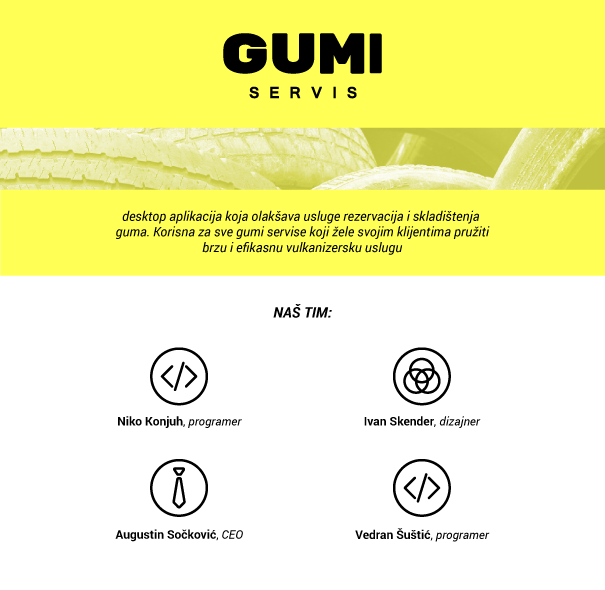 GUMI
SERVIS
desktop aplikacija koja olakšava usluge rezervacija i skladištenja
guma. Korisna za sve gumi servise koji žele svojim klijentima pružiti
brzu i efikasnu vulkanizersku uslugu
NAŠ TIM:
Niko Konjuh, programer
Ivan Skender, dizajner
Augustin Sočković, CEO
Vedran Šuštić, programer